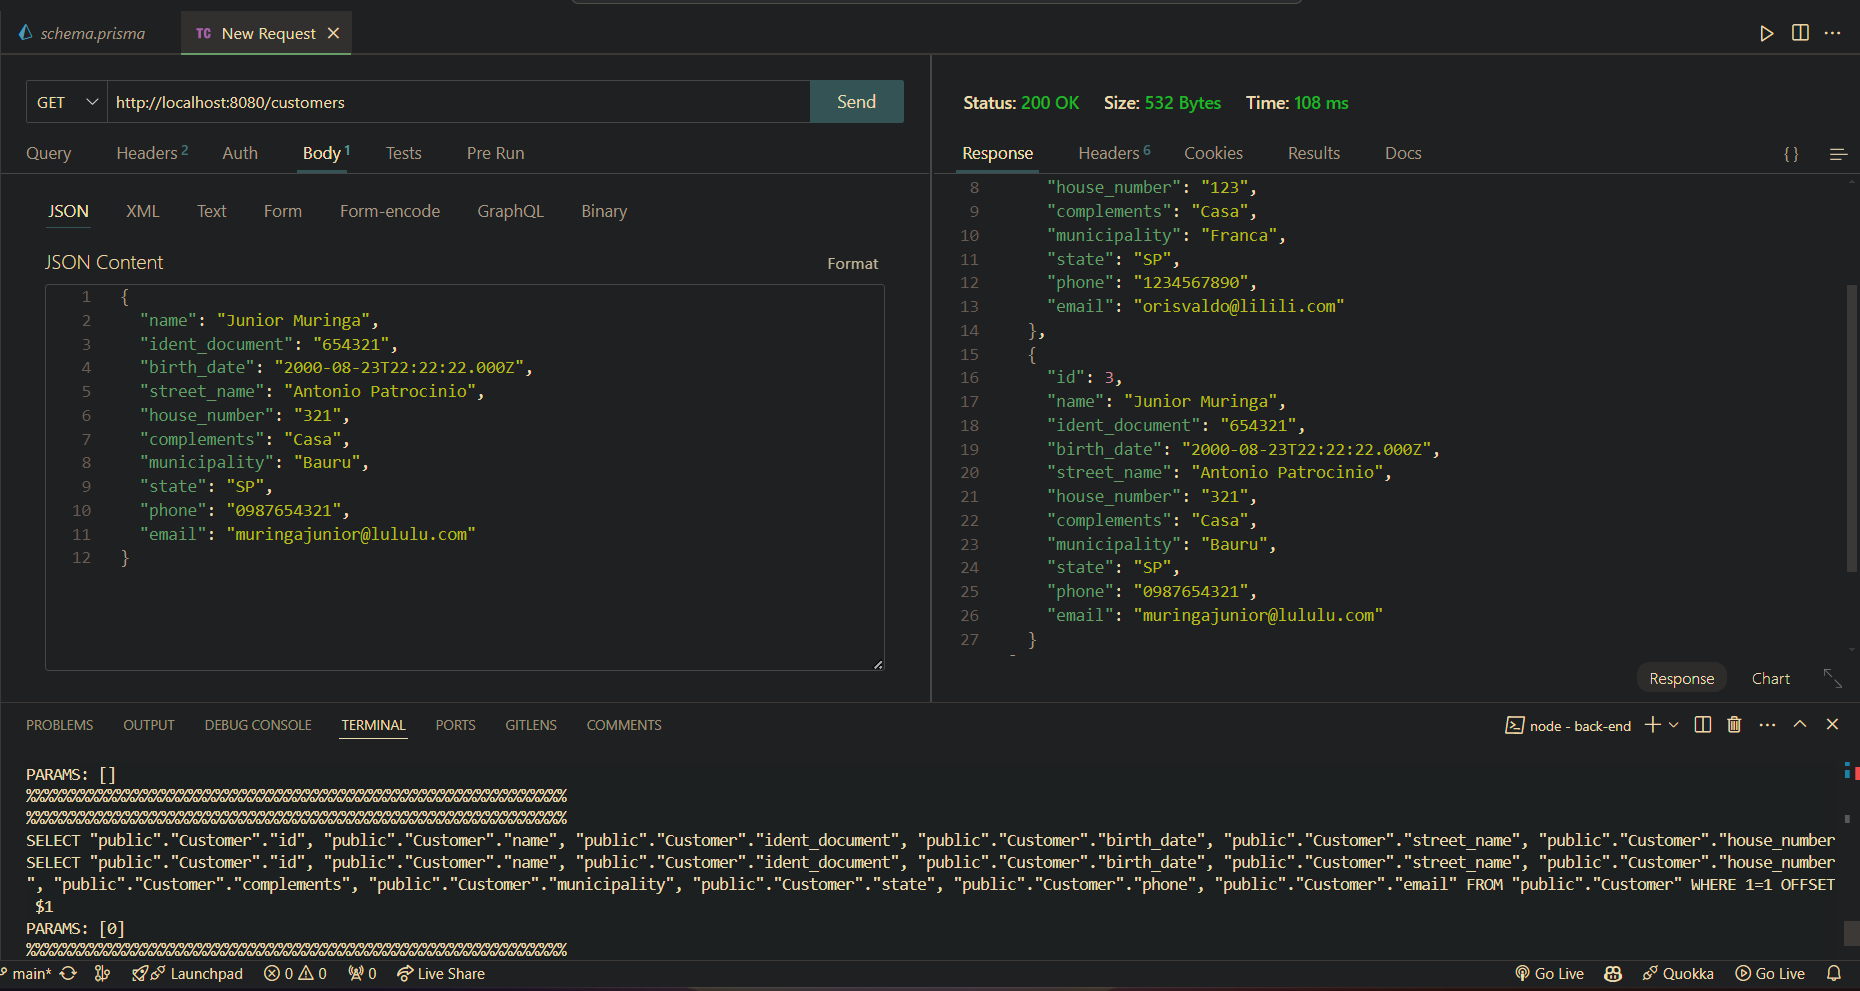 schema.prisma
TC New Request
GET http://localhost:8080/customers Send
Query Headers 2 Auth Body 1 Tests Pre Run
JSON XML Text Form Form-encode GraphQL Binary
JSON Content Format
1 {
2 "name": "Junior Muringa",
3 "ident_document": "654321",
4 "birth_date": "2000-08-23T22:22:22.000Z",
5 "street_name": "Antonio Patrocinio",
6 "house_number": "321",
7 "complements": "Casa",
8 "municipality": "Bauru",
9 "state": "SP",
10 "phone": "0987654321",
11 "email": "muringajunior@lululu.com"
12 }
Status: 200 OK Size: 532 Bytes Time: 108 ms
Response Headers 6 Cookies Results Docs {}
8 "house_number": "123",
9 "complements": "Casa",
10 "municipality": "Franca",
11 "state": "SP",
12 "phone": "1234567890",
13 "email": "orisvaldo@lilili.com"
14 },
15 {
16 "id": 3,
17 "name": "Junior Muringa",
18 "ident_document": "654321",
19 "birth_date": "2000-08-23T22:22:22.000Z",
20 "street_name": "Antonio Patrocinio",
21 "house_number": "321",
22 "complements": "Casa",
23 "municipality": "Bauru",
24 "state": "SP",
25 "phone": "0987654321",
26 "email": "muringajunior@lululu.com"
27 }
Response Chart
PROBLEMS OUTPUT DEBUG CONSOLE TERMINAL PORTS GITLENS COMMENTS
node - back-end
PARAMS: []
%%%%%%%%%%%%%%%%%%%%%%%%%%%%%%%%%%%%%%%%%%%%%%%%%%%%%%%%%%%%
%%%%%%%%%%%%%%%%%%%%%%%%%%%%%%%%%%%%%%%%%%%%%%%%%%%%%%%%%%%%
SELECT "public"."Customer"."id", "public"."Customer"."name", "public"."Customer"."ident_document", "public"."Customer"."birth_date", "public"."Customer"."street_name", "public"."Customer"."house_number
SELECT "public"."Customer"."id", "public"."Customer"."name", "public"."Customer"."ident_document", "public"."Customer"."birth_date", "public"."Customer"."street_name", "public"."Customer"."house_number
", "public"."Customer"."complements", "public"."Customer"."municipality", "public"."Customer"."state", "public"."Customer"."phone", "public"."Customer"."email" FROM "public"."Customer" WHERE 1=1 OFFSET
$1
PARAMS: [0]
%%%%%%%%%%%%%%%%%%%%%%%%%%%%%%%%%%%%%%%%%%%%%%%%%%%%%%%%%%%%
main* Launchpad 0 0 0 Live Share Go Live Quokka Go Live